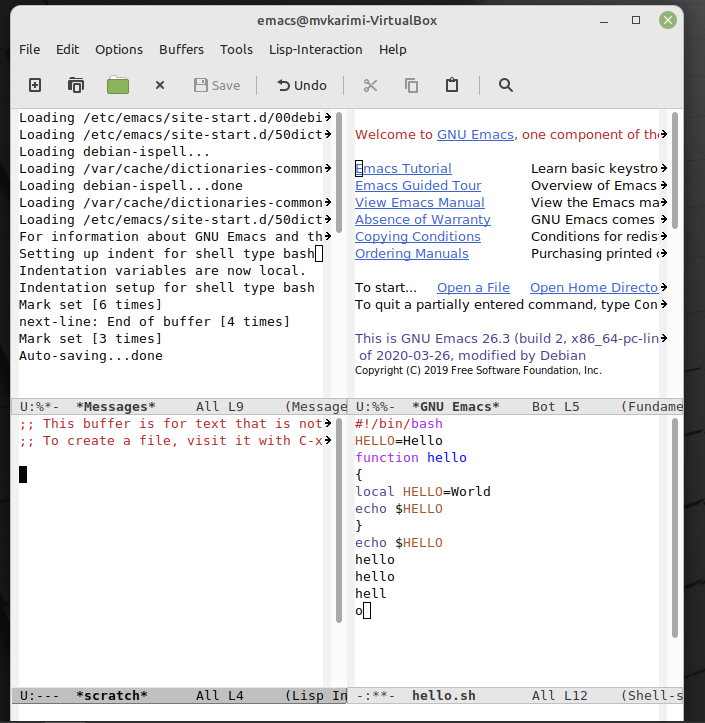 emacs@mvkarimi-VirtualBox
File Edit Options Buffers Tools Lisp-Interaction Help
Save Undo
Loading /etc/emacs/site-start.d/00debi
Loading /etc/emacs/site-start.d/50dict
Loading debian-ispell...
Loading /var/cache/dictionaries-common
Loading debian-ispell...done
Loading /var/cache/dictionaries-common
Loading /etc/emacs/site-start.d/50dict
For information about GNU Emacs and th
Setting up indent for shell type bash
Indentation variables are now local.
Indentation setup for shell type bash
Mark set [6 times]
next-line: End of buffer [4 times]
Mark set [3 times]
Auto-saving...done
U:%*- *Messages* All L9 (Message
Welcome to GNU Emacs, one component of the
Emacs Tutorial Learn basic keystro
Emacs Guided Tour Overview of Emacs
View Emacs Manual View the Emacs ma
Absence of Warranty GNU Emacs comes
Copying Conditions Conditions for redis
Ordering Manuals Purchasing printed c
To start... Open a File Open Home Directo
To quit a partially entered command, type Con
This is GNU Emacs 26.3 (build 2, x86_64-pc-lin
of 2020-03-26, modified by Debian
Copyright (C) 2019 Free Software Foundation, Inc.
U:%%- *GNU Emacs* Bot L5 (Fundame
;; This buffer is for text that is not
;; To create a file, visit it with C-x
U:--- *scratch* All L4 (Lisp In
#!/bin/bash
HELLO=Hello
function hello
{
local HELLO=World
echo $HELLO
}
echo $HELLO
hello
hello
hell
o
-:**- hello.sh All L12 (Shell-s